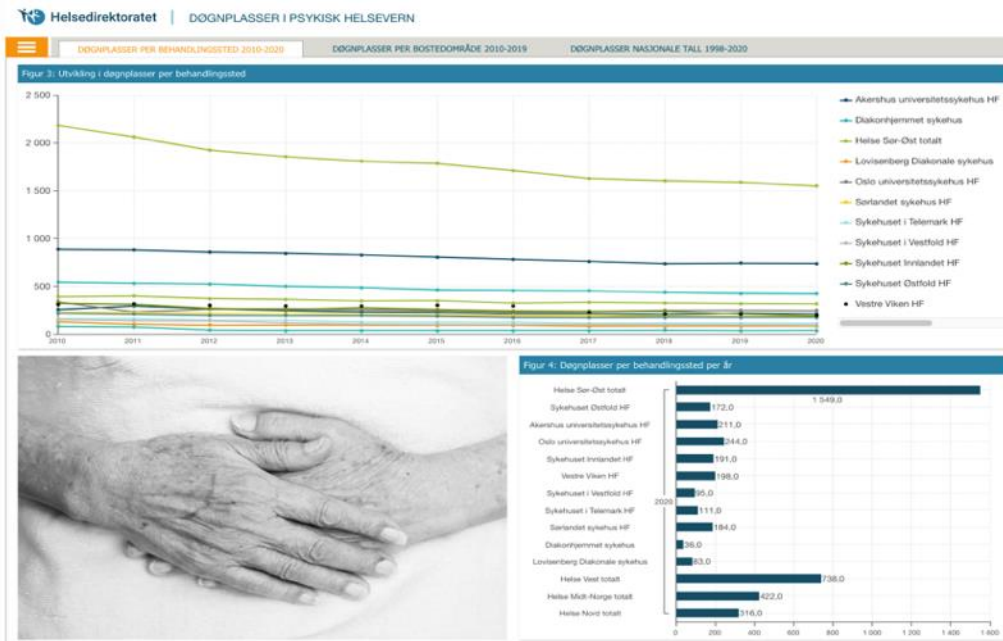 Helsedirektoratet | DØGNPLASSER I PSYKISK HELSEVERN
DØGNPLASSER PER BEHANDLINGSSTED 2010-2020
DØGNPLASSER PER BOSTEDOMRÅDE 2010-2019
DØGNPLASSER NASJONALE TALL 1998-2020
Figur 3: Utvikling i døgnplasser per behandlingssted
2 500
2 000
1 500
1 000
500
0
2010 2011 2012 2013 2014 2015 2016 2017 2018 2019 2020
Akershus universitetssykehus HF
Diakonhjemmet sykehus
Helse Sør-Øst totalt
Lovisenberg Diakonale sykehus
Oslo universitetssykehus HF
Sørlandet sykehus HF
Sykehuset i Telemark HF
Sykehuset i Vestfold HF
Sykehuset Innlandet HF
Sykehuset Østfold HF
Vestre Viken HF
Figur 4: Døgnplasser per behandlingssted per år
2020
Helse Sør-Øst totalt 1 549,0
Sykehuset Østfold HF 172,0
Akershus universitetssykehus HF 211,0
Oslo universitetssykehus HF 244,0
Sykehuset Innlandet HF 191,0
Vestre Viken HF 198,0
Sykehuset i Vestfold HF 95,0
Sykehuset i Telemark HF 111,0
Sørlandet sykehus HF 184,0
Diakonhjemmet sykehus 36,0
Lovisenberg Diakonale sykehus 83,0
Helse Vest totalt 738,0
Helse Midt-Norge totalt 422,0
Helse Nord totalt 316,0
0 200 400 600 800 1 000 1 200 1 400 1 600